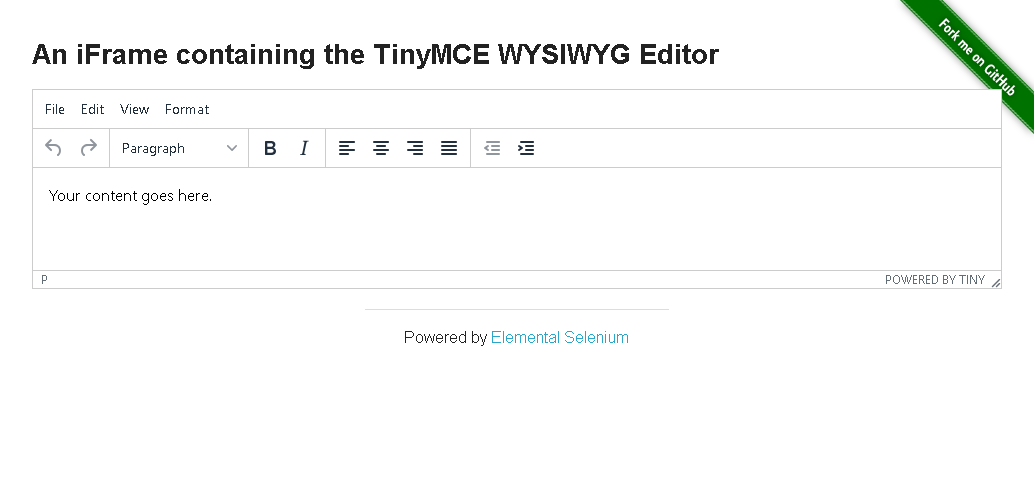 Fork me on GitHub
An iFrame containing the TinyMCE WYSIWYG Editor
File Edit View Format
Paragraph B I
Your content goes here.
P POWERED BY TINY
Powered by Elemental Selenium